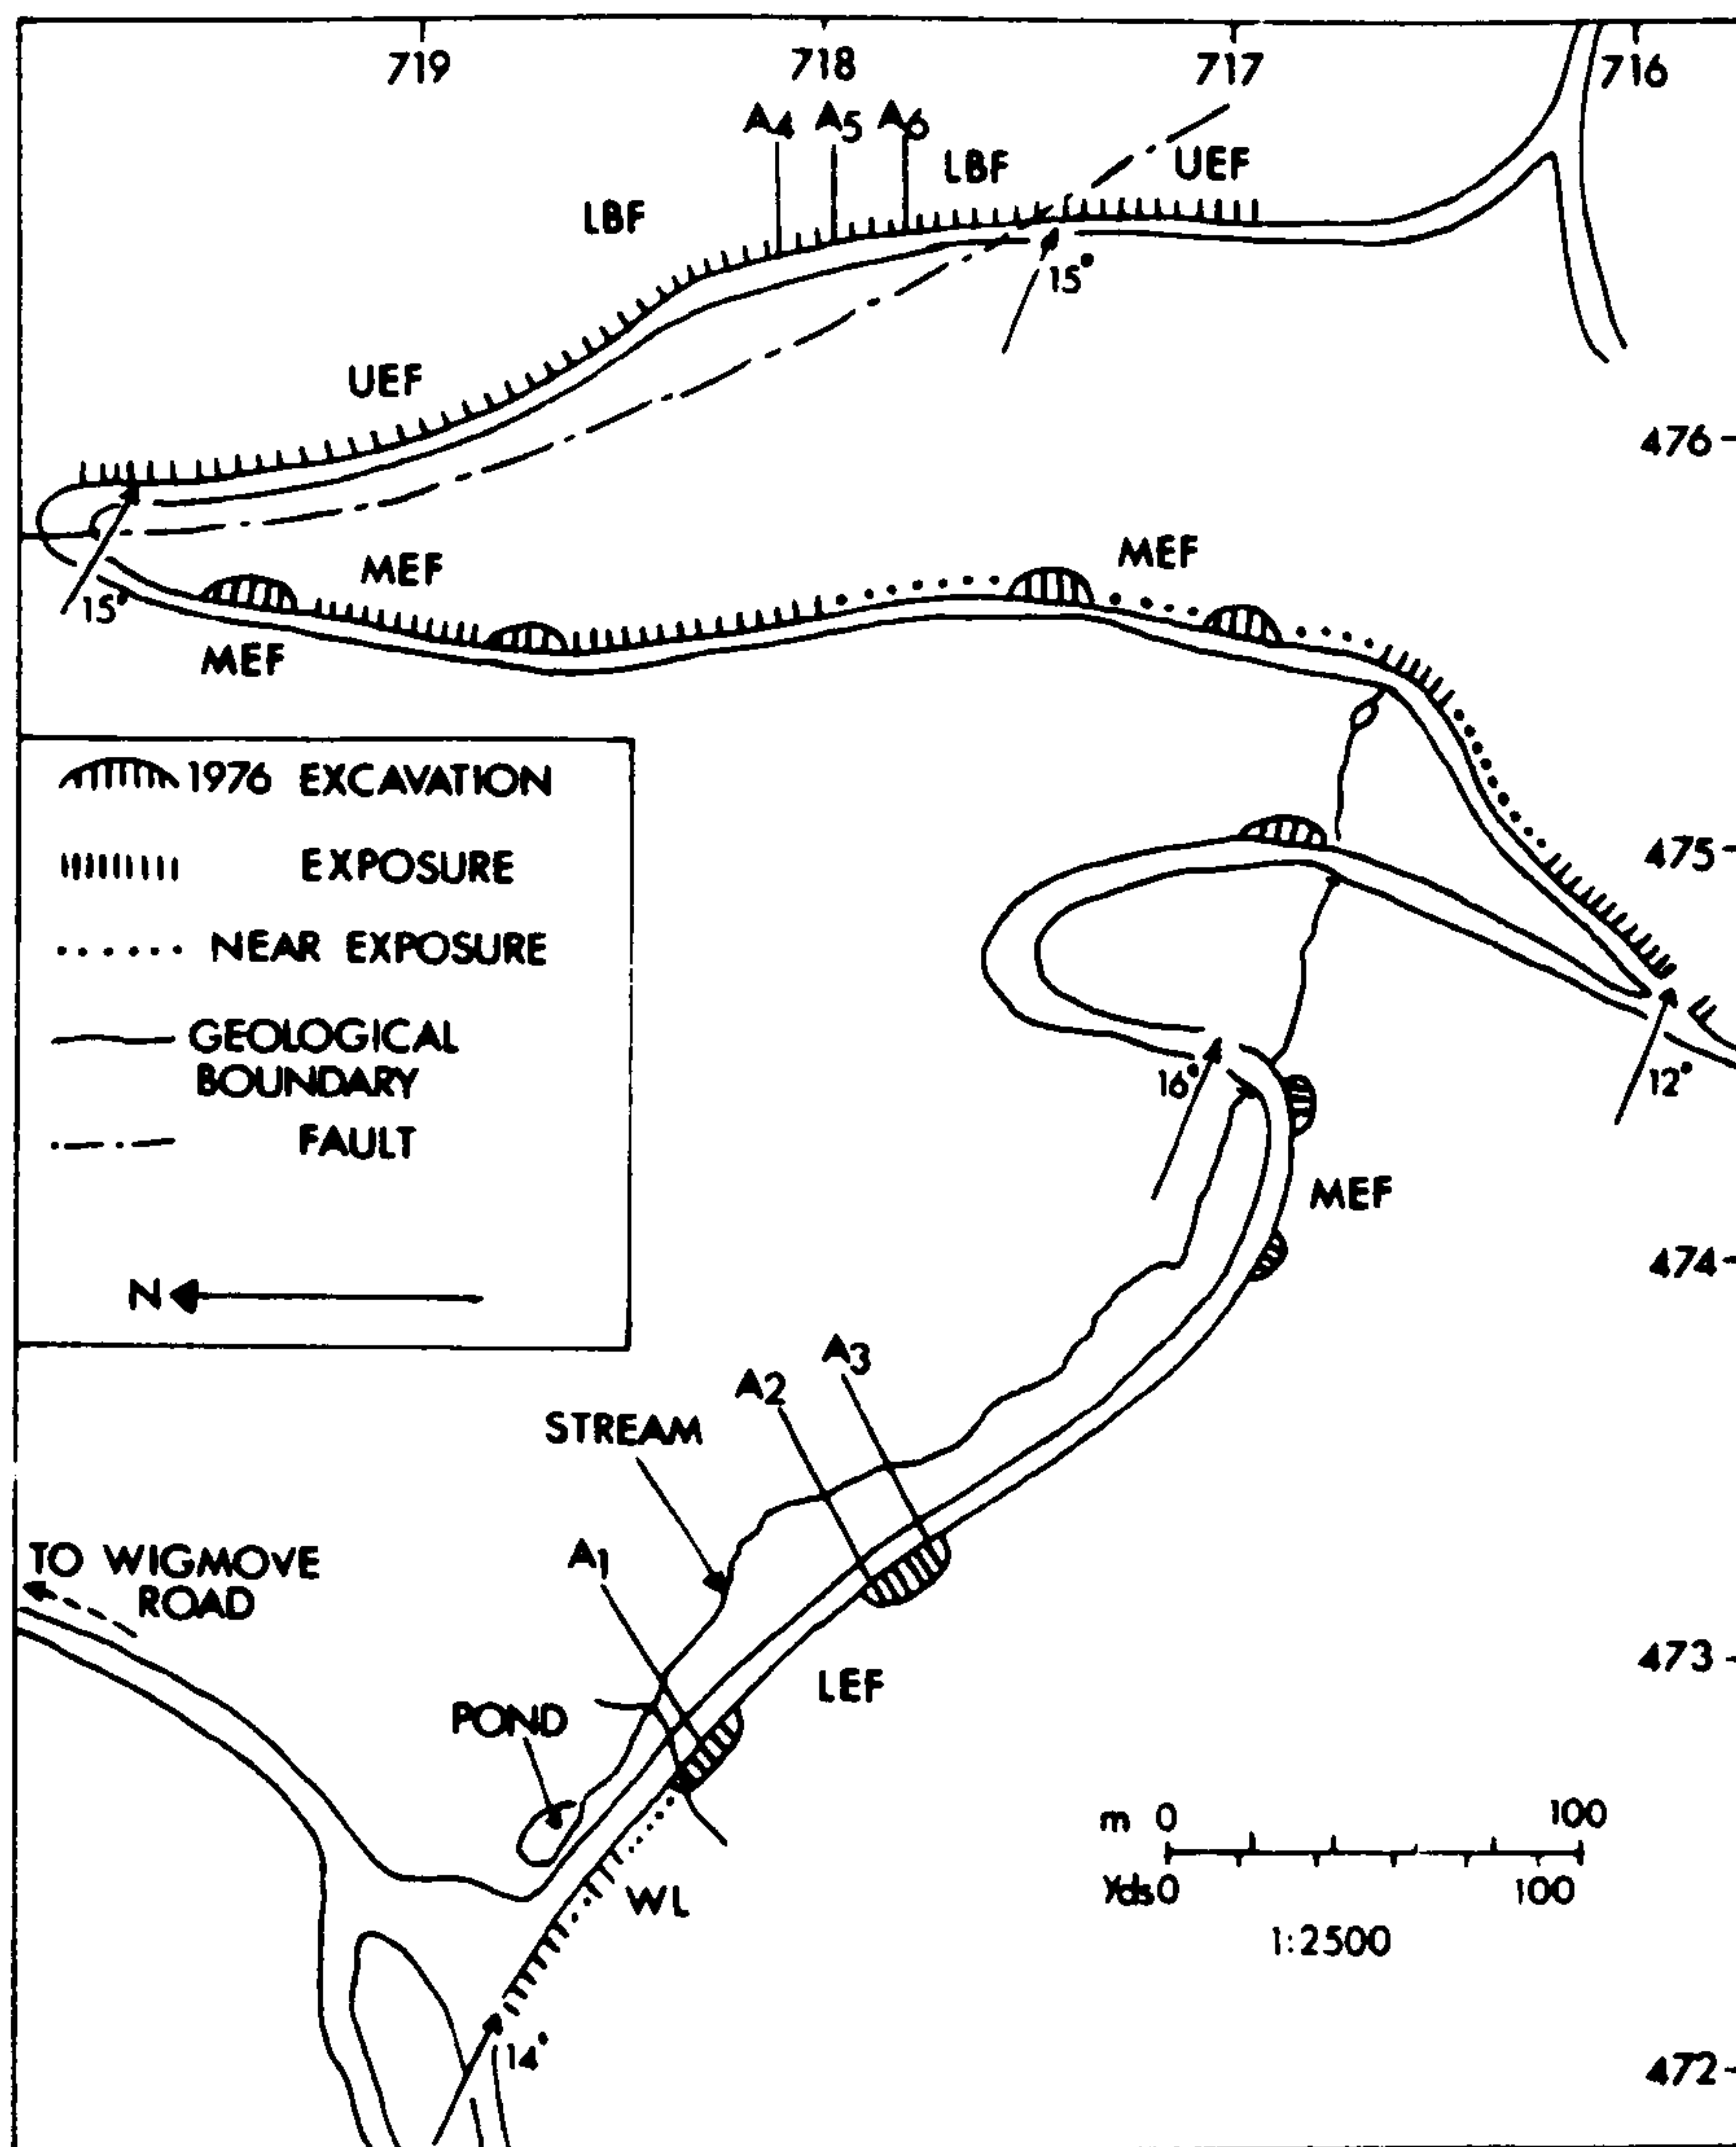 719
718
717
716
A4
A5
A6
LBF
LBF
UEF
15°
UEF
476
MEF
MEF
15°
MEF
1976 EXCAVATION
EXPOSURE
NEAR EXPOSURE
GEOLOGICAL
BOUNDARY
FAULT
N
475
16°
12°
MEF
474
A3
A2
STREAM
A1
TO WIGMOVE
ROAD
473
LEF
POND
m 0 100
Yds 0 100
1:2500
WL
14°
472